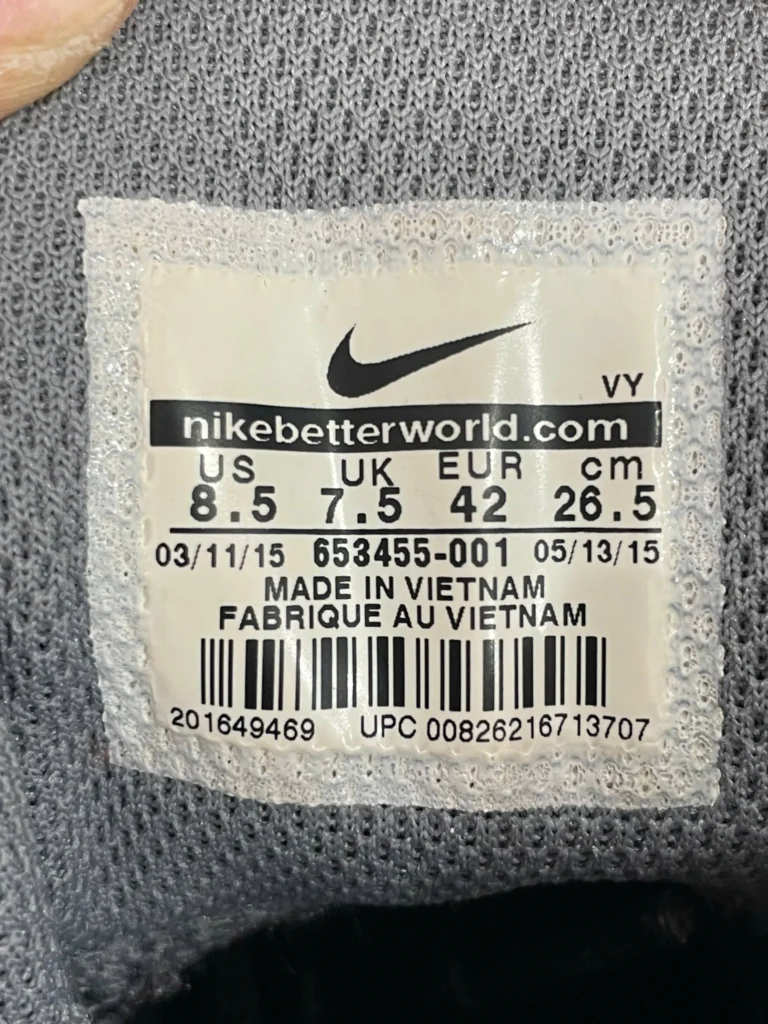 VY
nikebetterworld.com
US UK EUR cm
8.5 7.5 42 26.5
03/11/15 653455-001 05/13/15
MADE IN VIETNAM
FABRIQUE AU VIETNAM
201649469 UPC 00826216713707